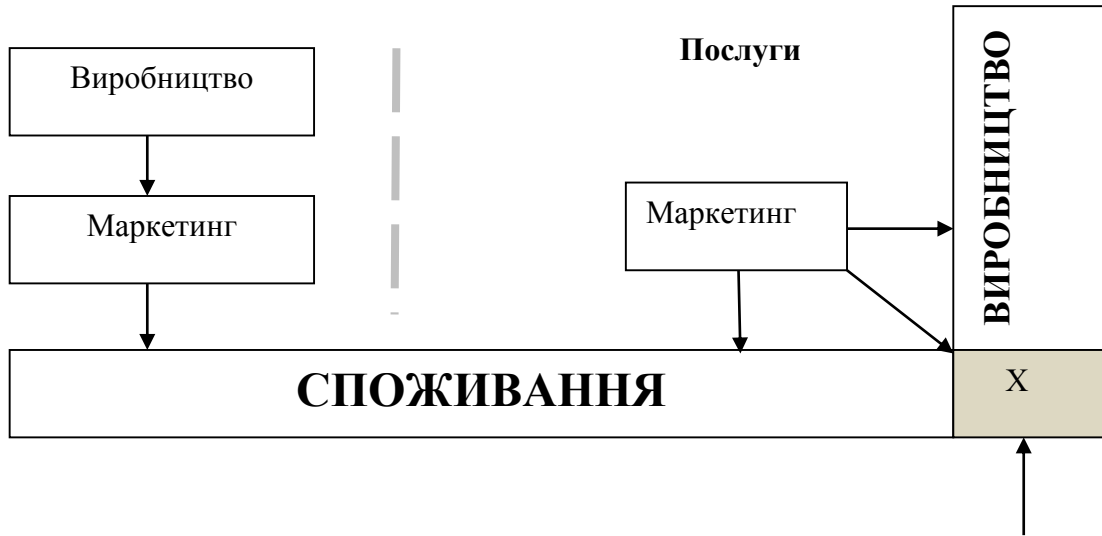 Виробництво
Маркетинг
Послуги
Маркетинг
ВИРОБНИЦТВО
СПОЖИВАННЯ
X